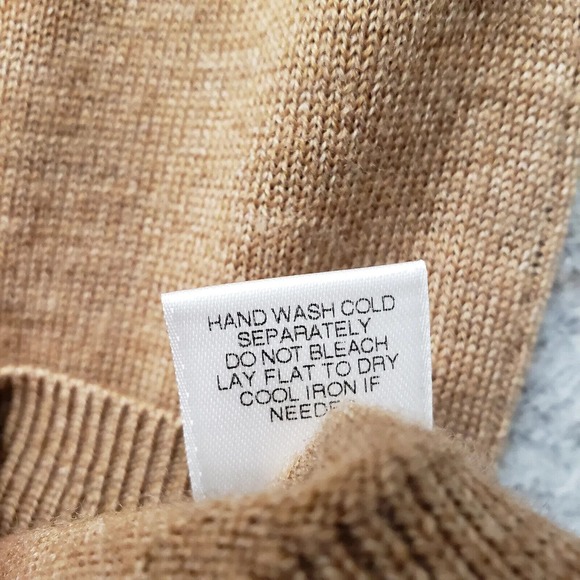 HAND WASH COLD
SEPARATELY
DO NOT BLEACH
LAY FLAT TO DRY
COOL IRON IF